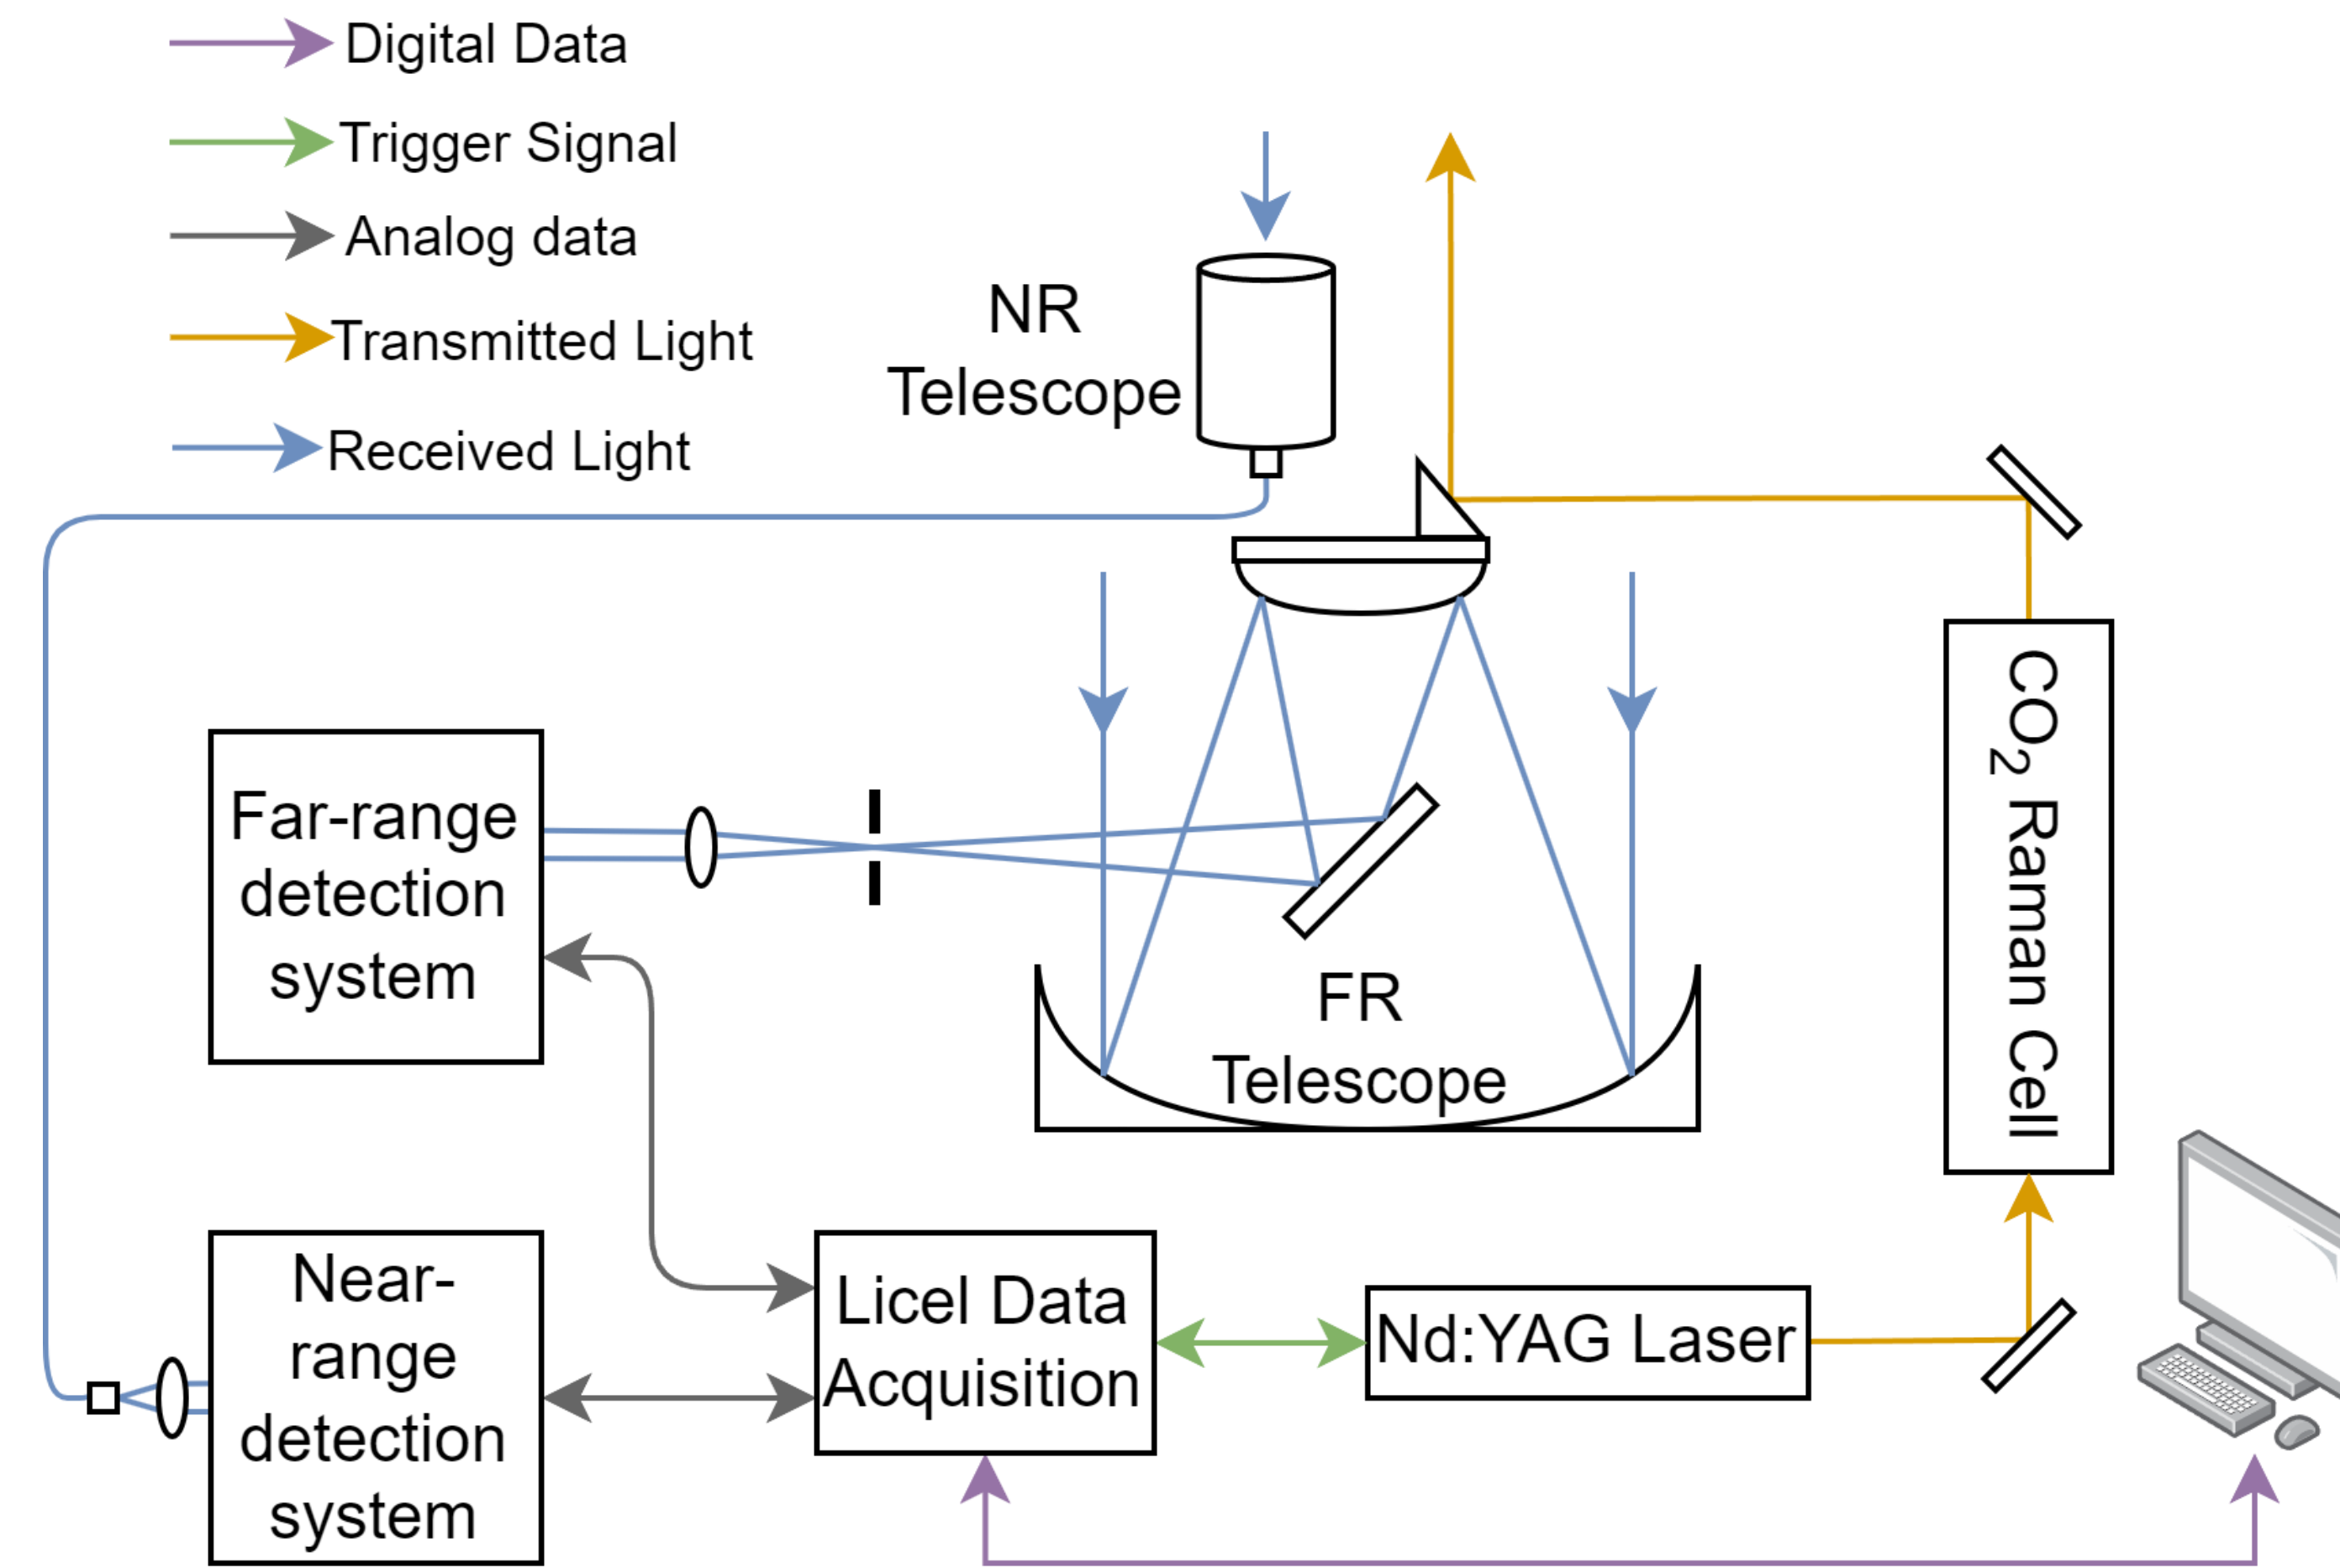 Digital Data
Trigger Signal
Analog data
Transmitted Light
Received Light
NR
Telescope
CO₂ Raman Cell
Far-range
detection
system
FR
Telescope
Near-
range
detection
system
Licel Data
Acquisition
Nd:YAG Laser